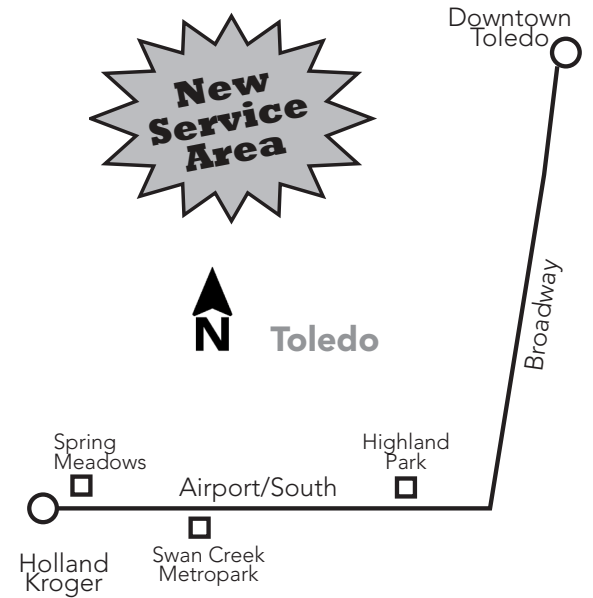 Downtown
Toledo
New
Service
Area
Broadway
N
Toledo
Spring
Meadows
Highland
Park
Airport/South
Holland
Kroger
Swan Creek
Metropark